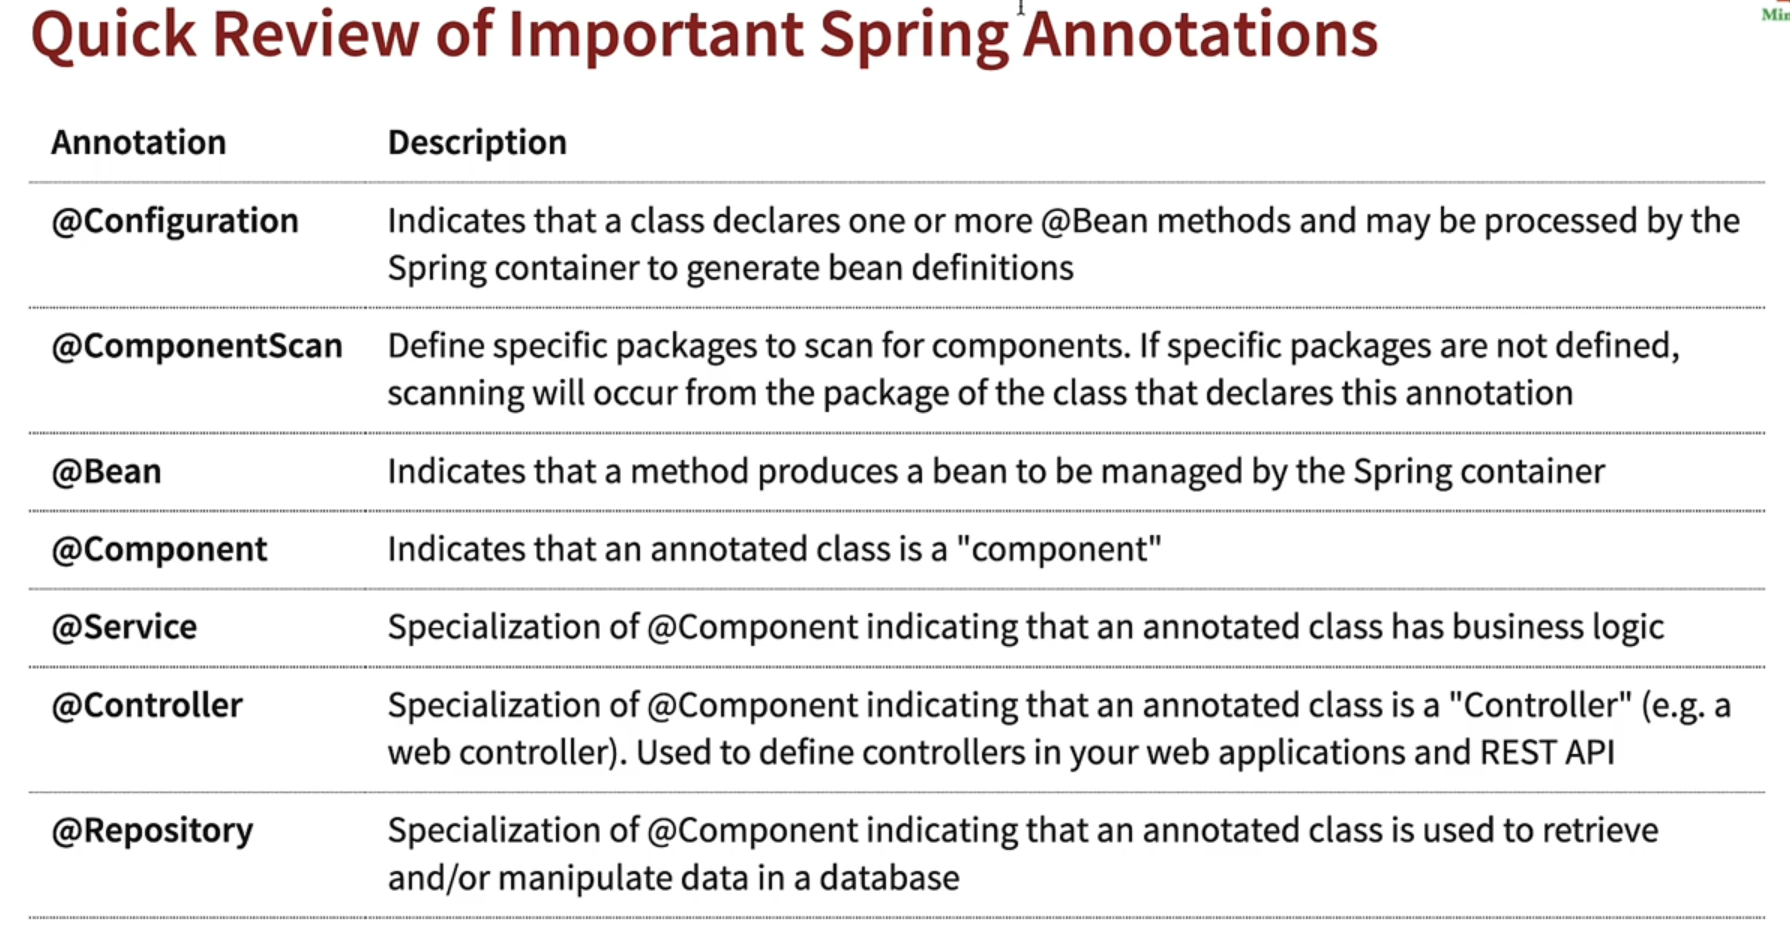 Quick Review of Important Spring Annotations
Annotation Description
@Configuration Indicates that a class declares one or more @Bean methods and may be processed by the
Spring container to generate bean definitions
@ComponentScan Define specific packages to scan for components. If specific packages are not defined,
scanning will occur from the package of the class that declares this annotation
@Bean Indicates that a method produces a bean to be managed by the Spring container
@Component Indicates that an annotated class is a "component"
@Service Specialization of @Component indicating that an annotated class has business logic
@Controller Specialization of @Component indicating that an annotated class is a "Controller" (e.g. a
web controller). Used to define controllers in your web applications and REST API
@Repository Specialization of @Component indicating that an annotated class is used to retrieve
and/or manipulate data in a database